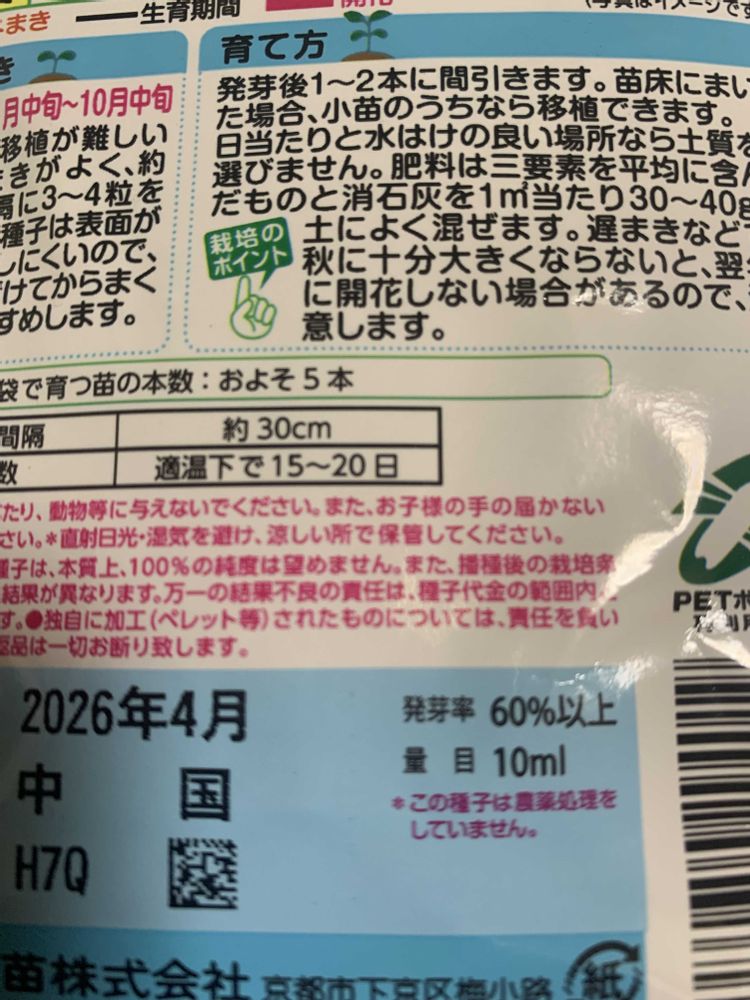 まき
生育期間
開花
育て方
発芽後1〜2本に間引きます。苗床にまい
た場合、小苗のうちなら移植できます。
日当たりと水はけの良い場所なら土質を
選びません。肥料は三要素を平均に含ん
だものと消石灰を1㎡当たり30〜40g
土によく混ぜます。遅まきなど
秋に十分大きくならないと、翌
に開花しない場合があるので、
意します。
栽培の
ポイント
き
月中旬〜10月中旬
移植が難しい
きがよく、約
隔に3〜4粒を
種子は表面が
しにくいので、
けてからまく
すめします。
袋で育つ苗の本数：およそ5本
間隔 約30cm
数 適温下で15〜20日
たり、動物等に与えないでください。また、お子様の手の届かない
さい。*直射日光・湿気を避け、涼しい所で保管してください。
種子は、本質上、100%の純度は望めません。また、播種後の栽培条
結果が異なります。万一の結果不良の責任は、種子代金の範囲内
す。●独自に加工(ペレット等)されたものについては、責任を負い
返品は一切お断り致します。
PETボ
再利用
2026年4月
中国
H7Q
発芽率 60%以上
量目 10ml
*この種子は農薬処理を
していません。
苗株式会社 京都市下京区梅小路
紙